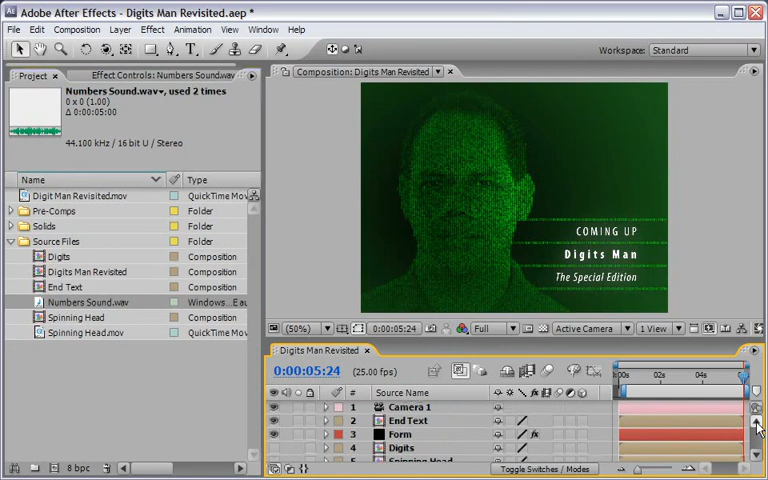 Adobe After Effects - Digits Man Revisited.aep *
File Edit Composition Layer Effect Animation View Window Help
Workspace: Standard
Project Effect Controls: Numbers Sound.wav
Composition: Digits Man Revisited
Numbers Sound.wav, used 2 times
0 x 0 (1.00)
Δ 0:00:05:00
44.100 kHz / 16 bit U / Stereo
Name Type
Digit Man Revisited.mov QuickTime Mov
Pre-Comps Folder
Solids Folder
Source Files Folder
Digits Composition
Digits Man Revisited Composition
End Text Composition
Numbers Sound.wav Windows...E au
Spinning Head Composition
Spinning Head.mov QuickTime Mov
8 bpc
COMING UP
Digits Man
The Special Edition
(50%) 0:00:05:24 Full Active Camera 1 View
Digits Man Revisited
0:00:05:24 (25.00 fps)
:00s 02s 04s
# Source Name
1 Camera 1
2 End Text
3 Form
4 Digits
Spinning Head
Toggle Switches / Modes